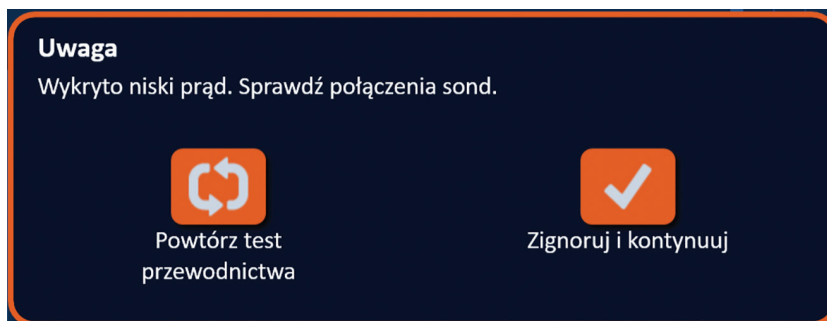 Uwaga
Wykryto niski prąd. Sprawdź połączenia sond.
Powtórz test
przewodnictwa
Zignoruj i kontynuuj